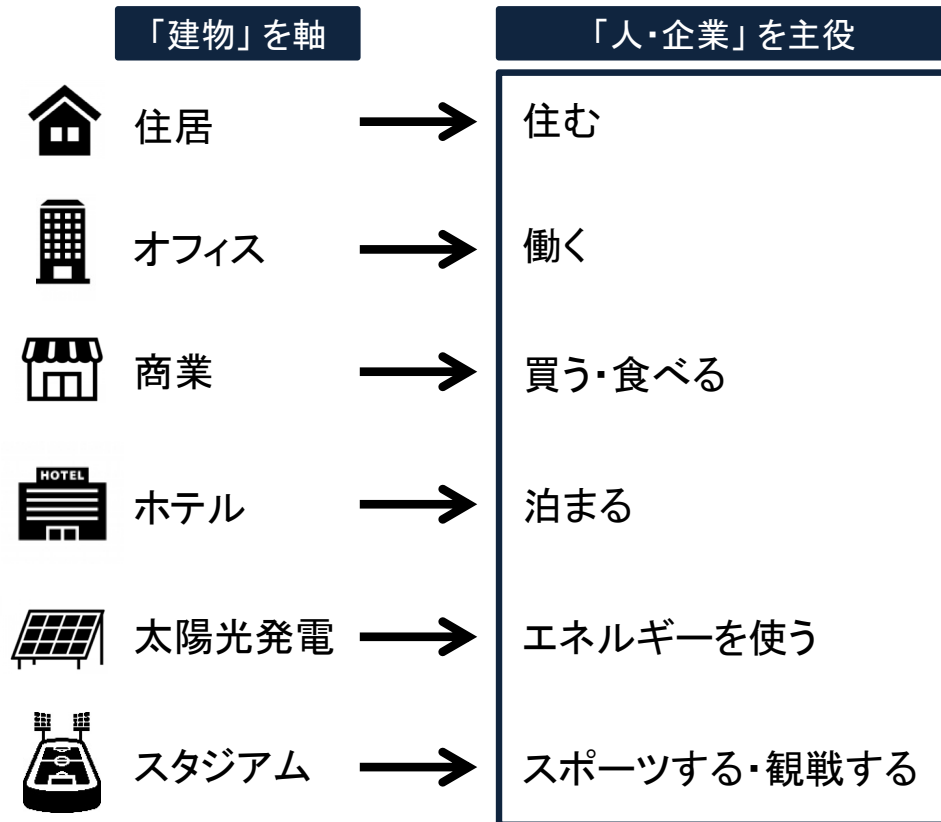 「建物」を軸
「人・企業」を主役
住居
住む
オフィス
働く
商業
買う・食べる
HOTEL
ホテル
泊まる
太陽光発電
エネルギーを使う
スタジアム
スポーツする・観戦する